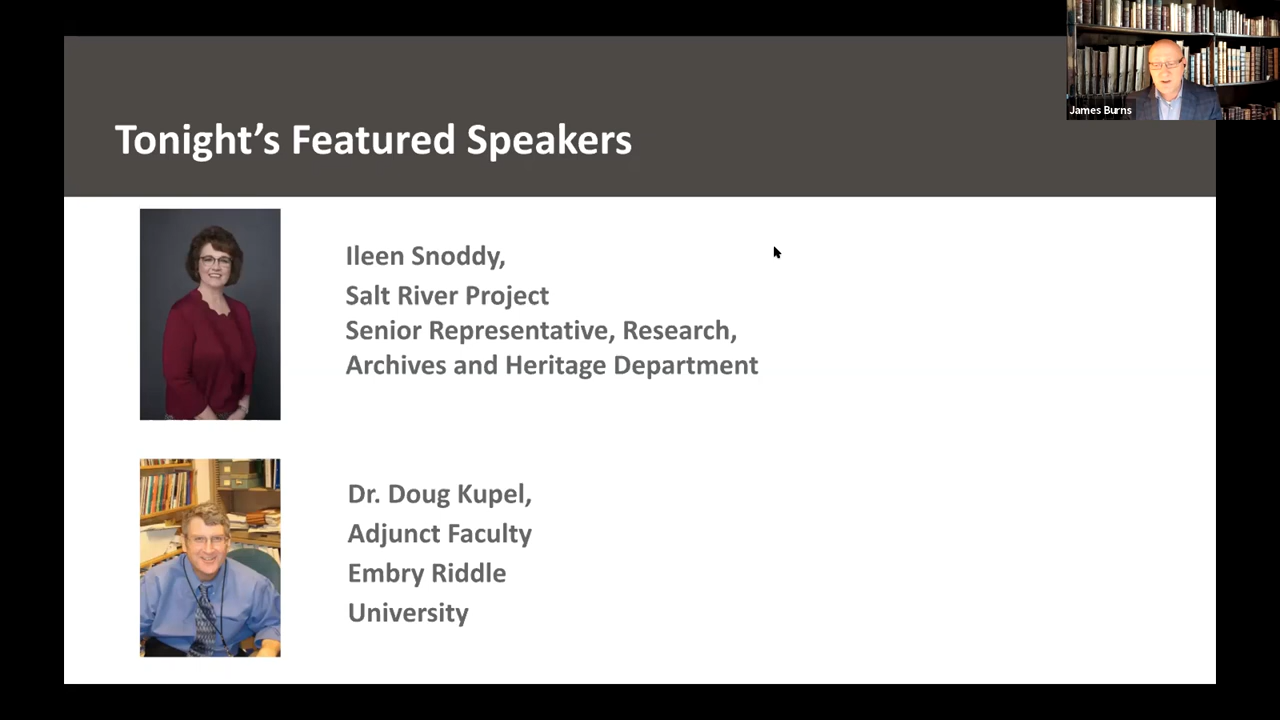 James Burns
Tonight’s Featured Speakers
Ileen Snoddy,
Salt River Project
Senior Representative, Research,
Archives and Heritage Department
Dr. Doug Kupel,
Adjunct Faculty
Embry Riddle
University